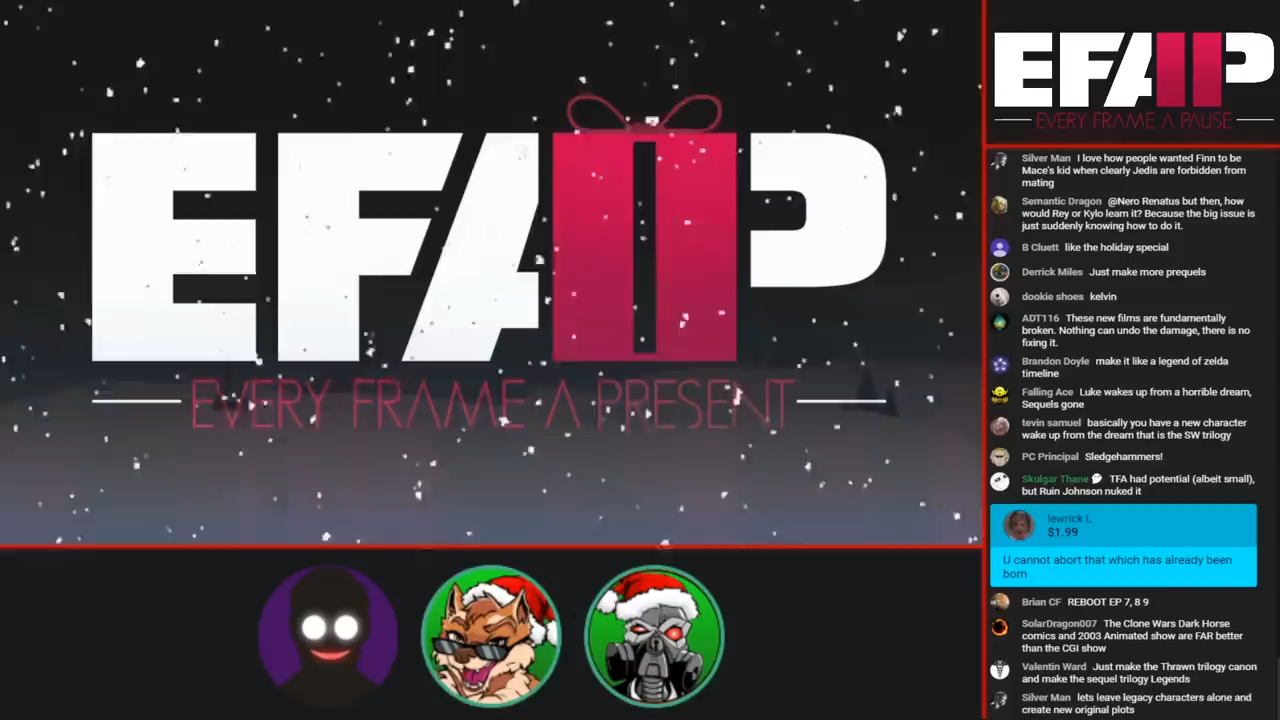 EFAP
EVERY FRAME A PRESENT
EFAP
EVERY FRAME A PAUSE
Silver Man I love how people wanted Finn to be
Mace's kid when clearly Jedis are forbidden from
mating
Semantic Dragon @Nero Renatus but then, how
would Rey or Kylo learn it? Because the big issue is
just suddenly knowing how to do it.
B Cluett like the holiday special
Derrick Miles Just make more prequels
dookie shoes kelvin
ADT116 These new films are fundamentally
broken. Nothing can undo the damage, there is no
fixing it.
Brandon Doyle make it like a legend of zelda
timeline
Falling Ace Luke wakes up from a horrible dream,
Sequels gone
tevin samuel basically you have a new character
wake up from the dream that is the SW trilogy
PC Principal Sledgehammers!
Skulgar Thane TFA had potential (albeit small),
but Ruin Johnson nuked it
lewrick L
$1.99
U cannot abort that which has already been
born
Brian CF REBOOT EP 7, 8 9
SolarDragon007 The Clone Wars Dark Horse
comics and 2003 Animated show are FAR better
than the CGI show
Valentin Ward Just make the Thrawn trilogy canon
and make the sequel trilogy Legends
Silver Man lets leave legacy characters alone and
create new original plots